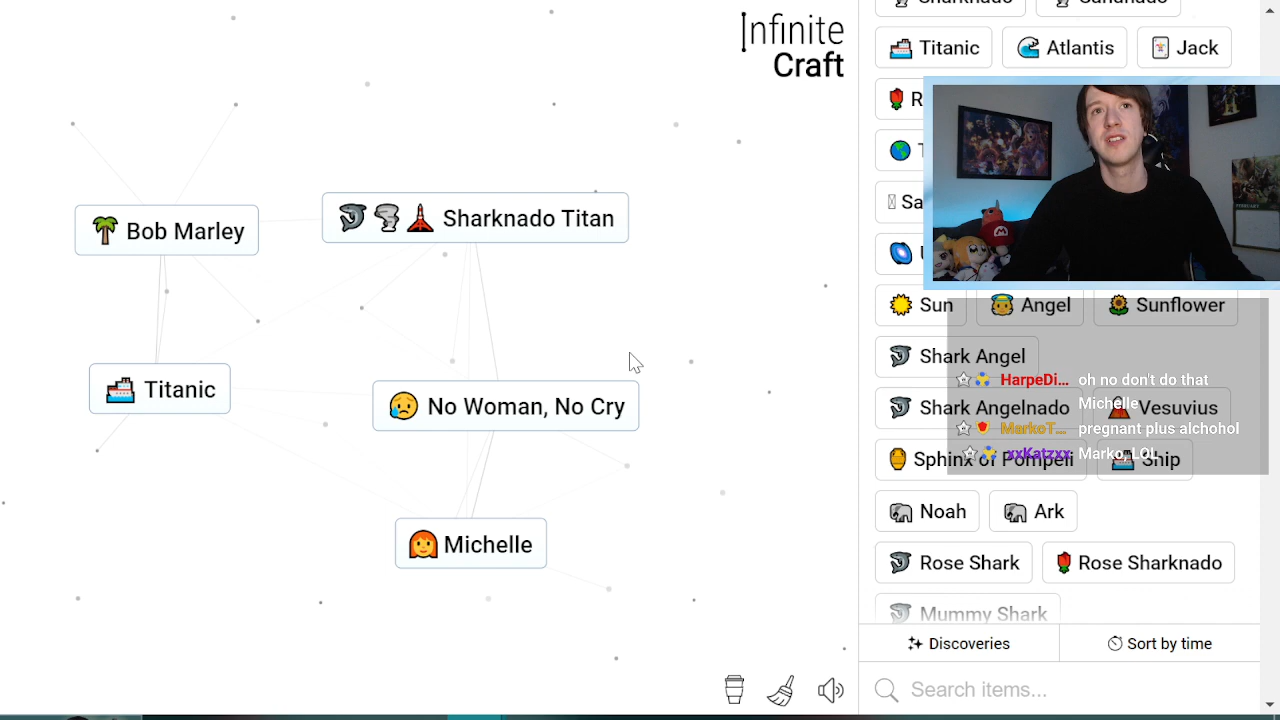 Infinite
Craft
Sharknado
Titanic
Atlantis
Jack
R
T
Sa
Bob Marley
Sharknado Titan
Sun
Angel
Sunflower
Shark Angel
HarpeDi... oh no don't do that
Michelle
Titanic
No Woman, No Cry
Shark Angelnado
Vesuvius
MarkoT... pregnant plus alchohol
xxKatzxx Marko, LOL
Sphinx of Pompeii
Ship
Noah
Ark
Michelle
Rose Shark
Rose Sharknado
Mummy Shark
Discoveries
Sort by time
Search items...